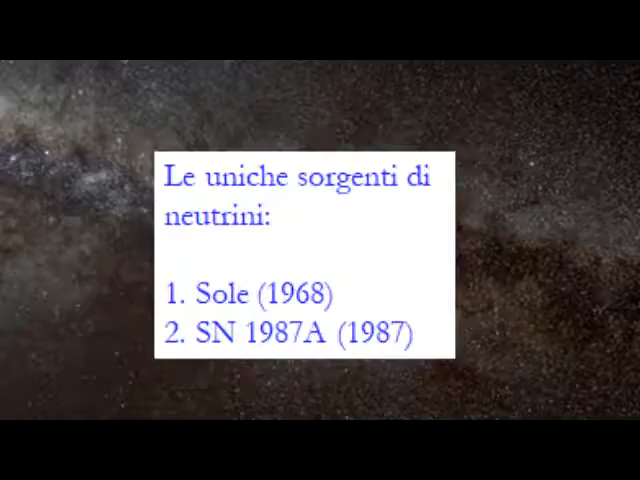 Le uniche sorgenti di
neutrini:
1. Sole (1968)
2. SN 1987A (1987)